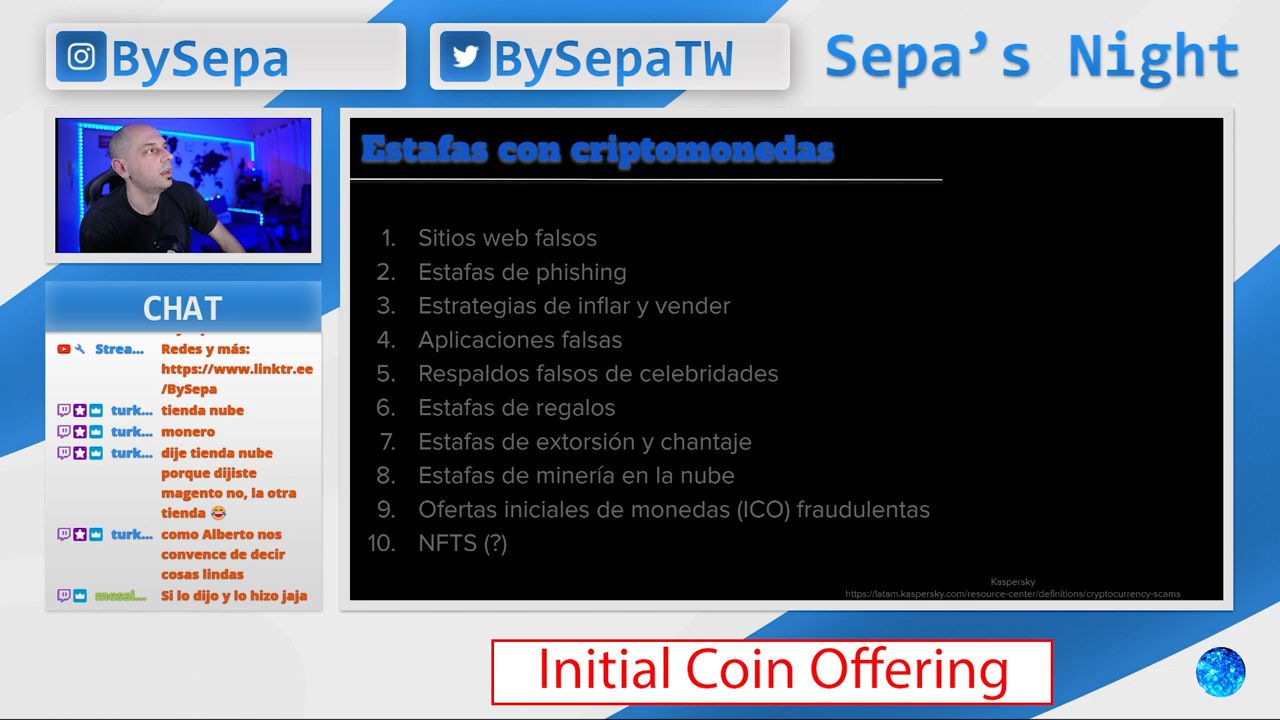 BySepa
BySepaTW
Sepa’s Night
Estafas con criptomonedas
1. Sitios web falsos
2. Estafas de phishing
3. Estrategias de inflar y vender
4. Aplicaciones falsas
5. Respaldos falsos de celebridades
6. Estafas de regalos
7. Estafas de extorsión y chantaje
8. Estafas de minería en la nube
9. Ofertas iniciales de monedas (ICO) fraudulentas
10. NFTS (?)
Kaspersky
https://latam.kaspersky.com/resource-center/definitions/cryptocurrency-scams
CHAT
Strea... Redes y más:
https://www.linktr.ee
/BySepa
turk... tienda nube
turk... monero
turk... dije tienda nube
porque dijiste
magento no, la otra
tienda 😂
turk... como Alberto nos
convence de decir
cosas lindas
messi... Si lo dijo y lo hizo jaja
Initial Coin Offering